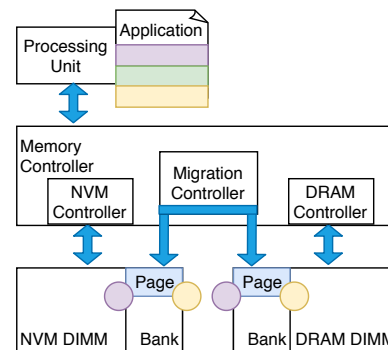 Application
Processing
Unit
Memory
Controller
Migration
Controller
NVM
Controller
DRAM
Controller
Page
Page
NVM DIMM
Bank
Bank
DRAM DIMM